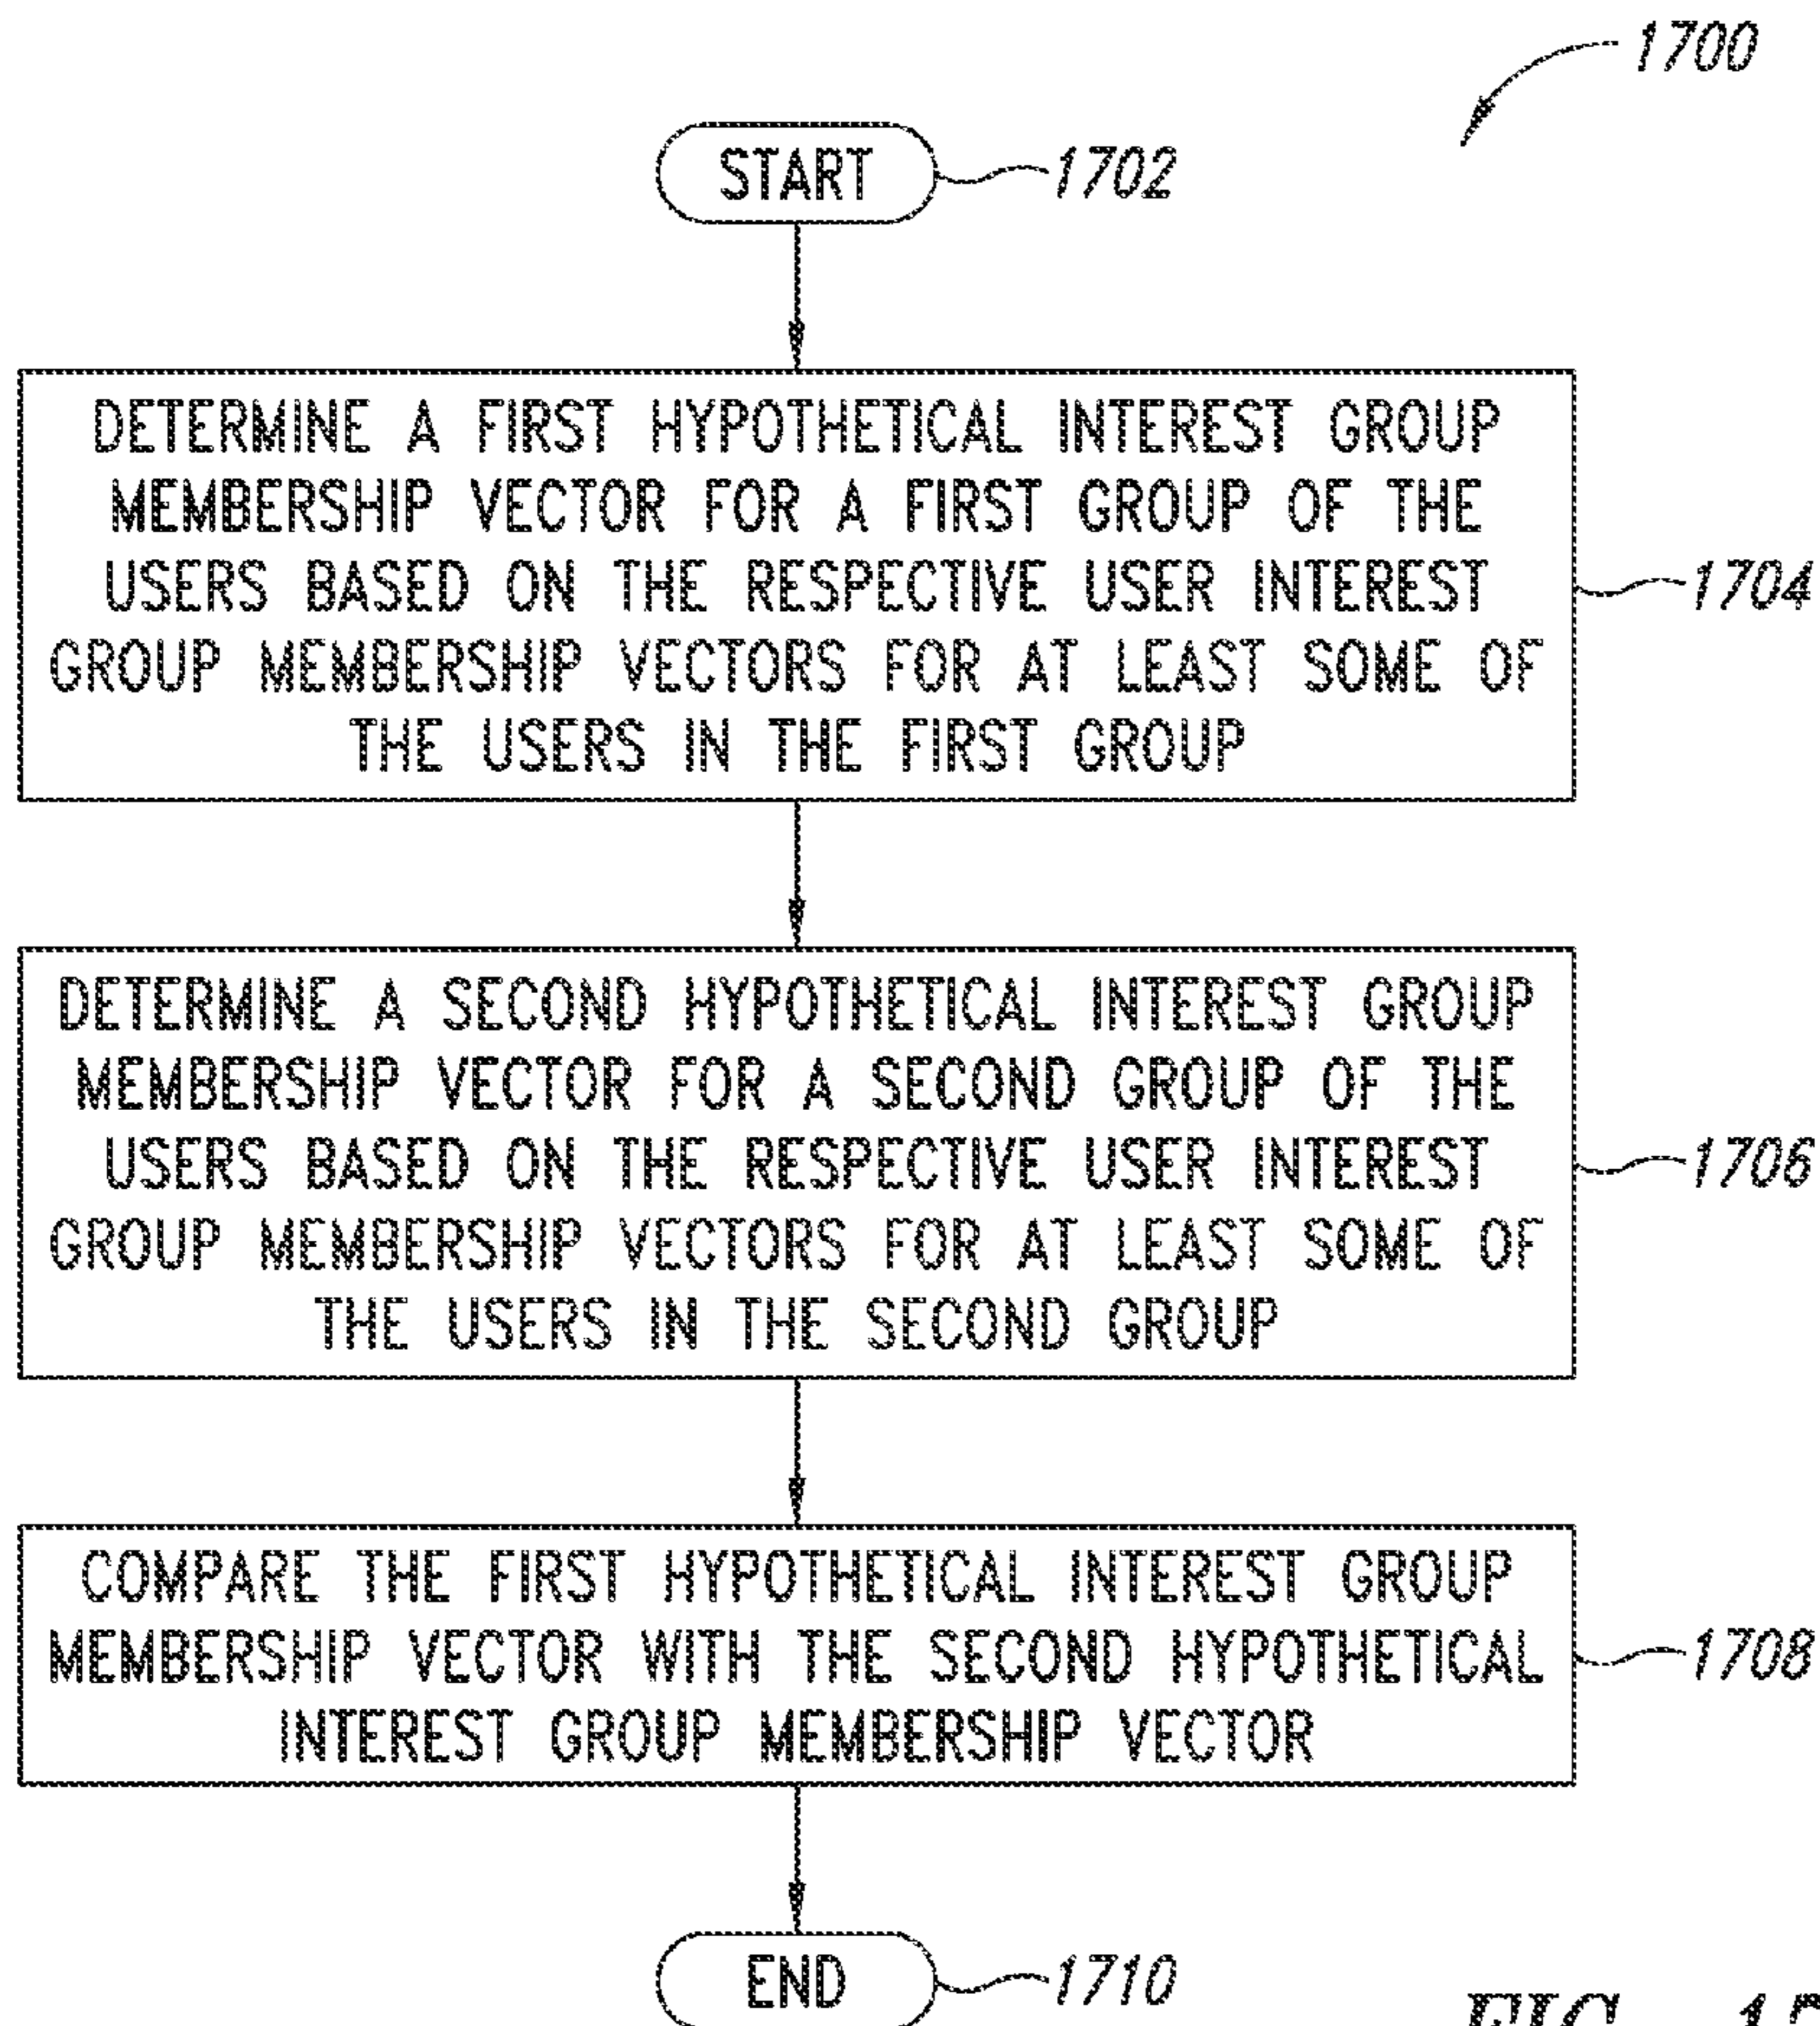 1700
START
1702
DETERMINE A FIRST HYPOTHETICAL INTEREST GROUP
MEMBERSHIP VECTOR FOR A FIRST GROUP OF THE
USERS BASED ON THE RESPECTIVE USER INTEREST
GROUP MEMBERSHIP VECTORS FOR AT LEAST SOME OF
THE USERS IN THE FIRST GROUP
1704
DETERMINE A SECOND HYPOTHETICAL INTEREST GROUP
MEMBERSHIP VECTOR FOR A SECOND GROUP OF THE
USERS BASED ON THE RESPECTIVE USER INTEREST
GROUP MEMBERSHIP VECTORS FOR AT LEAST SOME OF
THE USERS IN THE SECOND GROUP
1706
COMPARE THE FIRST HYPOTHETICAL INTEREST GROUP
MEMBERSHIP VECTOR WITH THE SECOND HYPOTHETICAL
INTEREST GROUP MEMBERSHIP VECTOR
1708
END
1710
FIG.